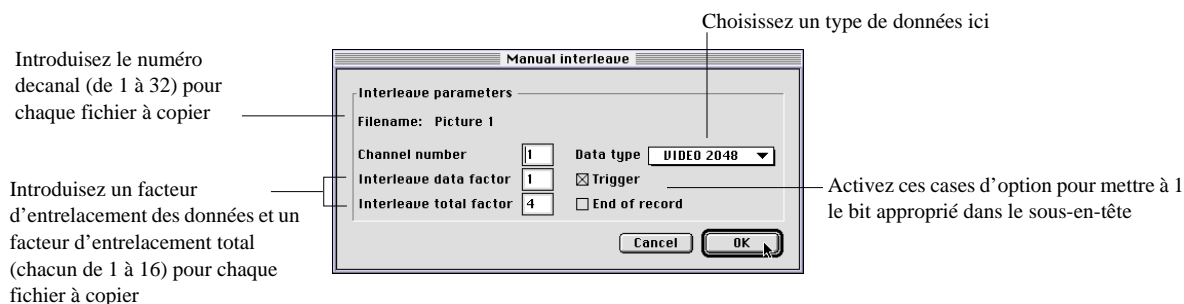 Choisissez un type de données ici
Introduisez le numéro
decanal (de 1 à 32) pour
chaque fichier à copier
Manual interleave
Interleave parameters
Filename: Picture 1
Channel number 1 Data type VIDEO 2048
Interleave data factor 1 Trigger
Interleave total factor 4 End of record
Cancel OK
Introduisez un facteur
d'entrelacement des données et un
facteur d'entrelacement total
(chacun de 1 à 16) pour chaque
fichier à copier
Activez ces cases d'option pour mettre à 1
le bit approprié dans le sous-en-tête